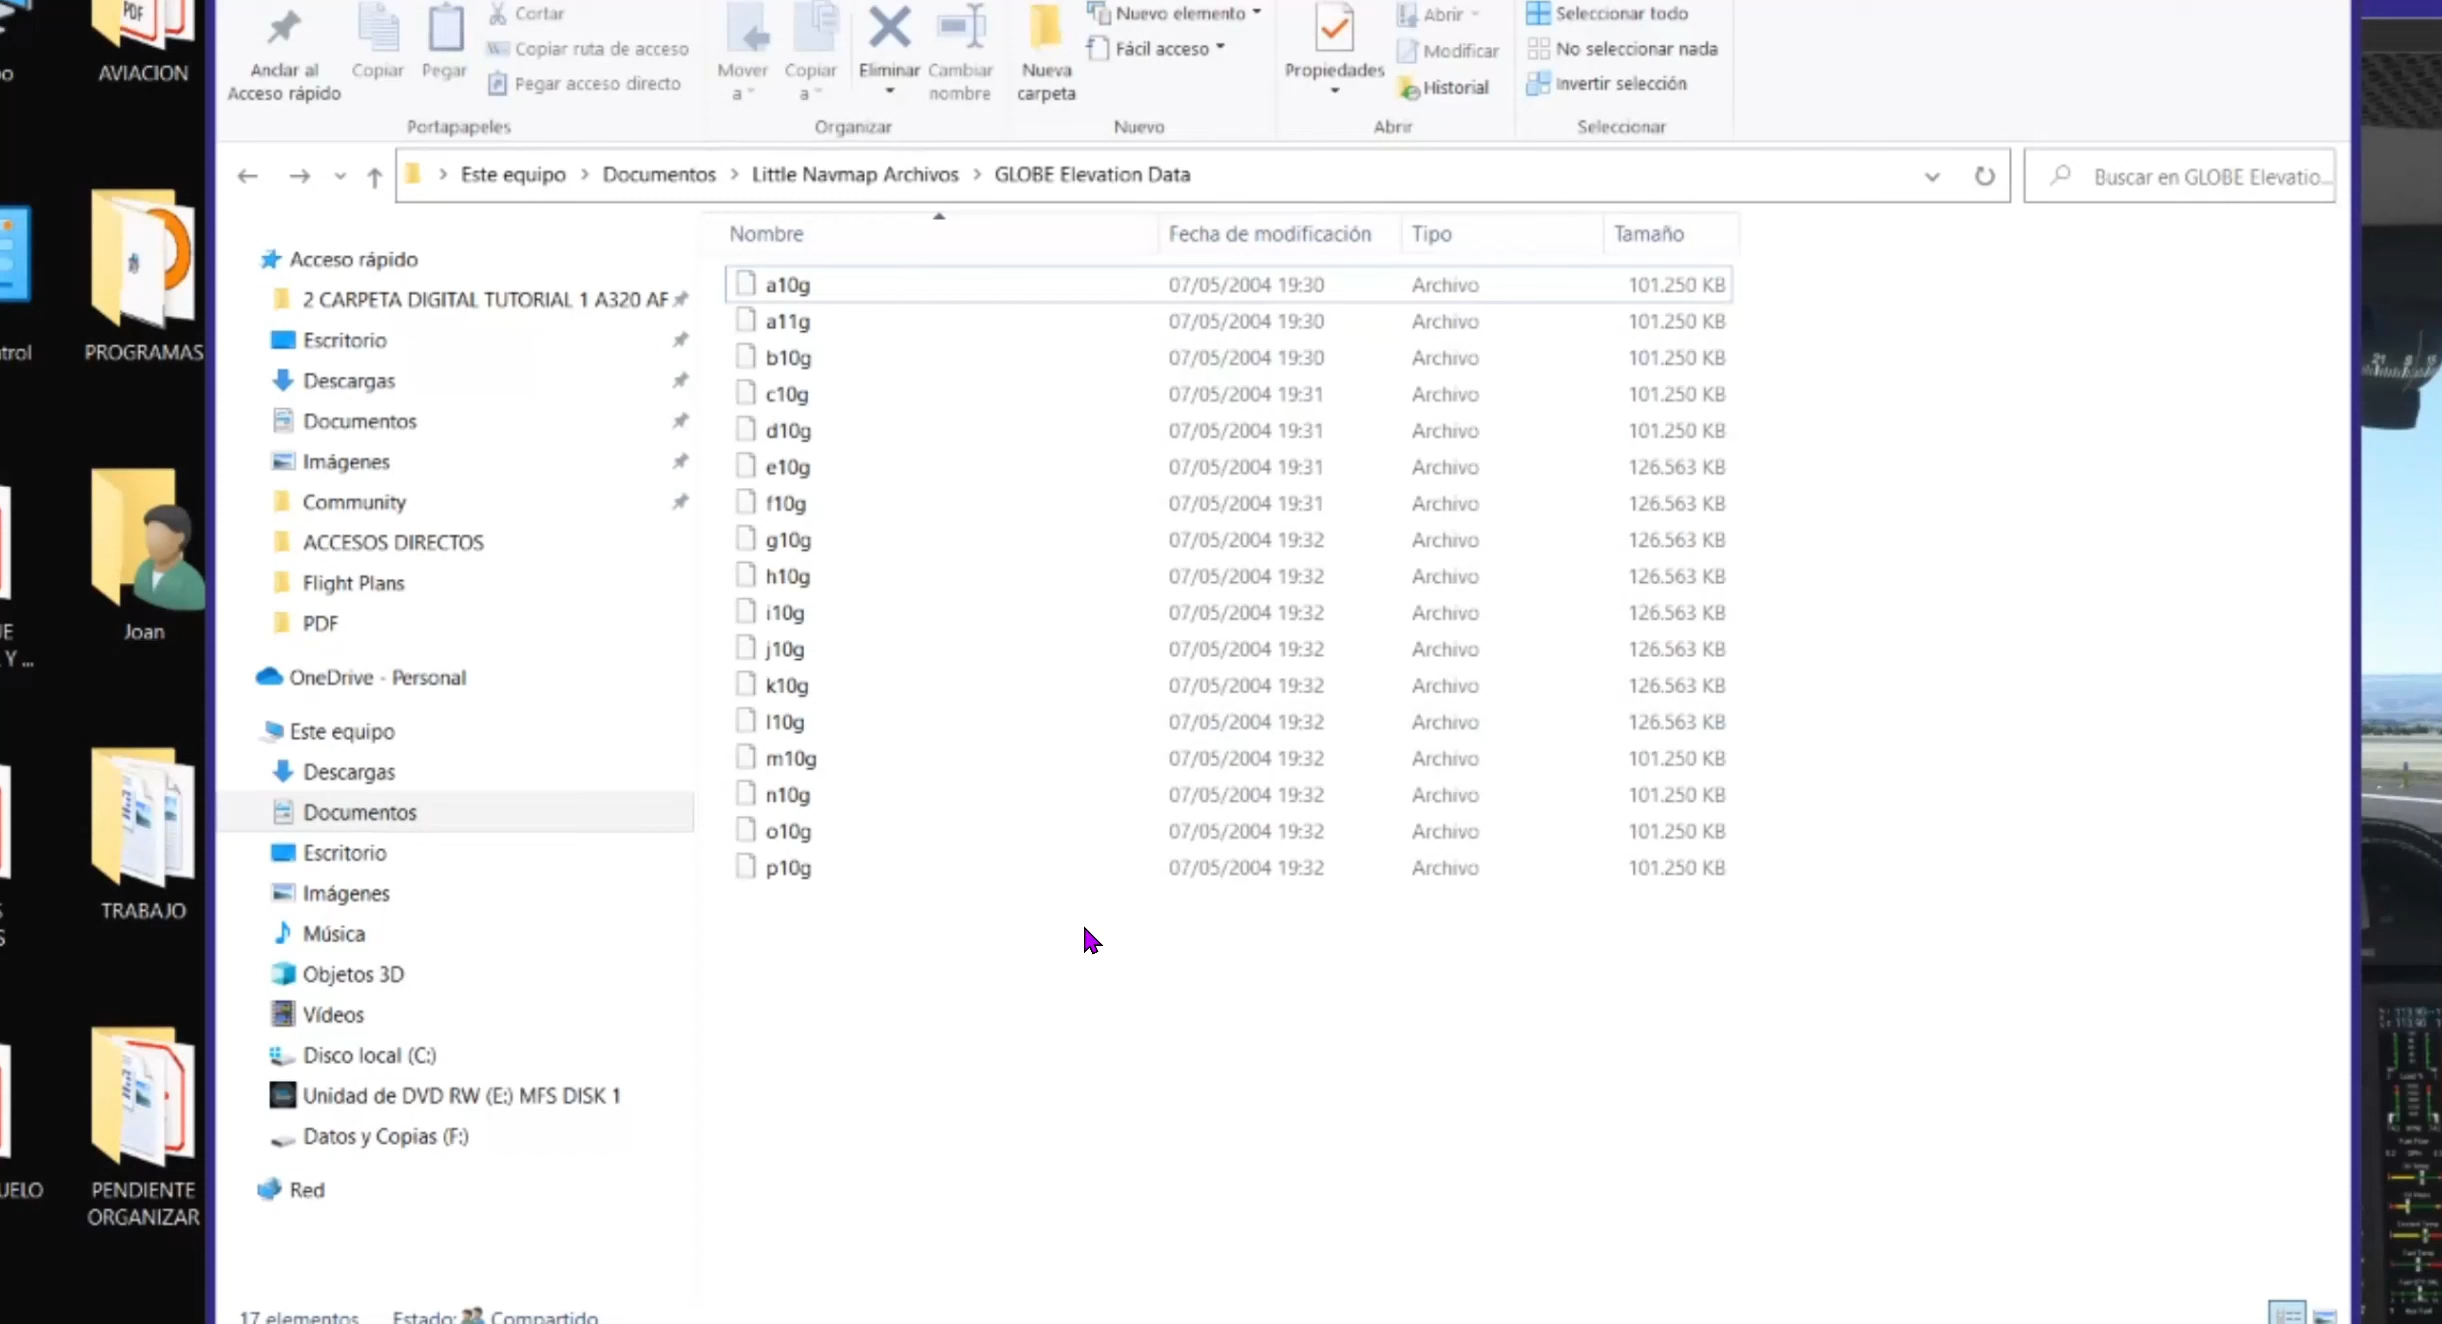 AVIACION
PROGRAMAS
Joan
TRABAJO
PENDIENTE
ORGANIZAR
Anclar al
Acceso rápido
Copiar
Pegar
Cortar
Copiar ruta de acceso
Pegar acceso directo
Portapapeles
Mover
a
Copiar
a
Eliminar
Cambiar
nombre
Organizar
Nueva
carpeta
Nuevo elemento
Fácil acceso
Nuevo
Propiedades
Abrir
Modificar
Historial
Abrir
Seleccionar todo
No seleccionar nada
Invertir selección
Seleccionar
Este equipo > Documentos > Little Navmap Archivos > GLOBE Elevation Data
Buscar en GLOBE Elevatio...
Acceso rápido
2 CARPETA DIGITAL TUTORIAL 1 A320 AF
Escritorio
Descargas
Documentos
Imágenes
Community
ACCESOS DIRECTOS
Flight Plans
PDF
OneDrive - Personal
Este equipo
Descargas
Documentos
Escritorio
Imágenes
Música
Objetos 3D
Vídeos
Disco local (C:)
Unidad de DVD RW (E:) MFS DISK 1
Datos y Copias (F:)
Red
Nombre Fecha de modificación Tipo Tamaño
a10g 07/05/2004 19:30 Archivo 101.250 KB
a11g 07/05/2004 19:30 Archivo 101.250 KB
b10g 07/05/2004 19:30 Archivo 101.250 KB
c10g 07/05/2004 19:31 Archivo 101.250 KB
d10g 07/05/2004 19:31 Archivo 101.250 KB
e10g 07/05/2004 19:31 Archivo 126.563 KB
f10g 07/05/2004 19:31 Archivo 126.563 KB
g10g 07/05/2004 19:32 Archivo 126.563 KB
h10g 07/05/2004 19:32 Archivo 126.563 KB
i10g 07/05/2004 19:32 Archivo 126.563 KB
j10g 07/05/2004 19:32 Archivo 126.563 KB
k10g 07/05/2004 19:32 Archivo 126.563 KB
l10g 07/05/2004 19:32 Archivo 126.563 KB
m10g 07/05/2004 19:32 Archivo 101.250 KB
n10g 07/05/2004 19:32 Archivo 101.250 KB
o10g 07/05/2004 19:32 Archivo 101.250 KB
p10g 07/05/2004 19:32 Archivo 101.250 KB
17 elementos Estado: Compartido